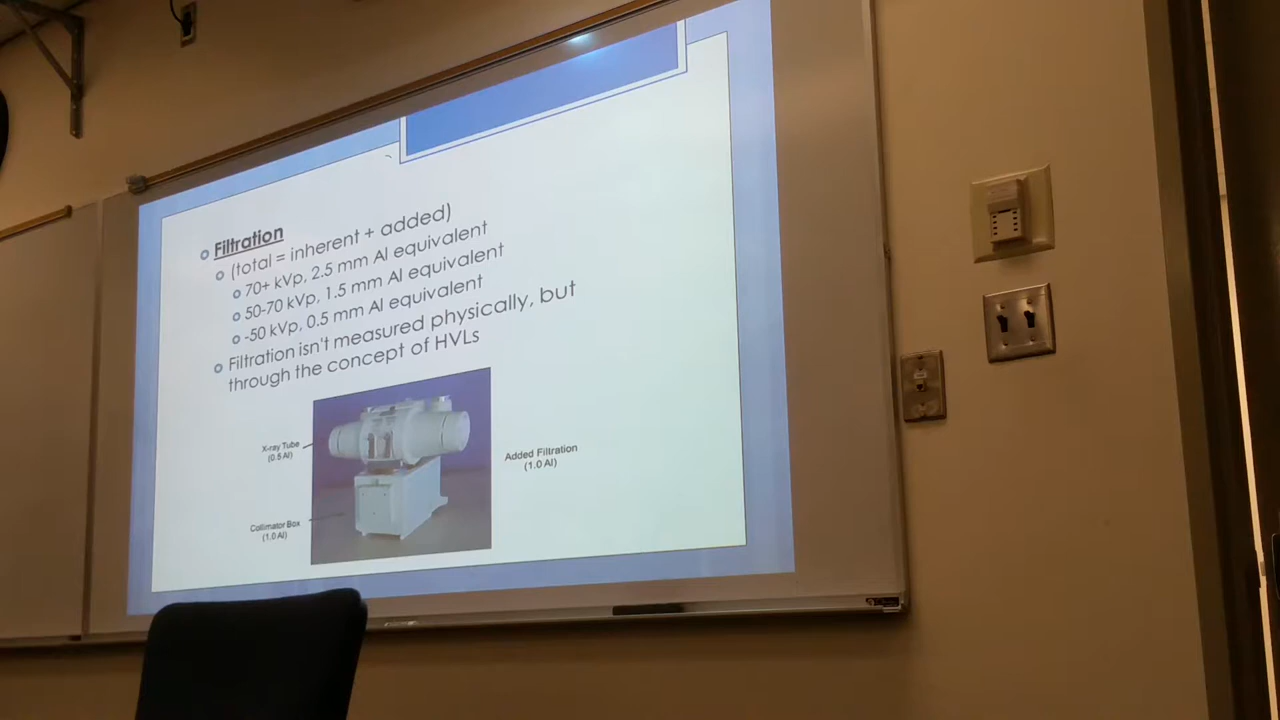 Filtration
(total = inherent + added)
70+ kVp, 2.5 mm Al equivalent
50-70 kVp, 1.5 mm Al equivalent
-50 kVp, 0.5 mm Al equivalent
Filtration isn't measured physically, but
through the concept of HVLs
X-ray Tube
(0.5 Al)
Added Filtration
(1.0 Al)
Collimator Box
(1.0 Al)